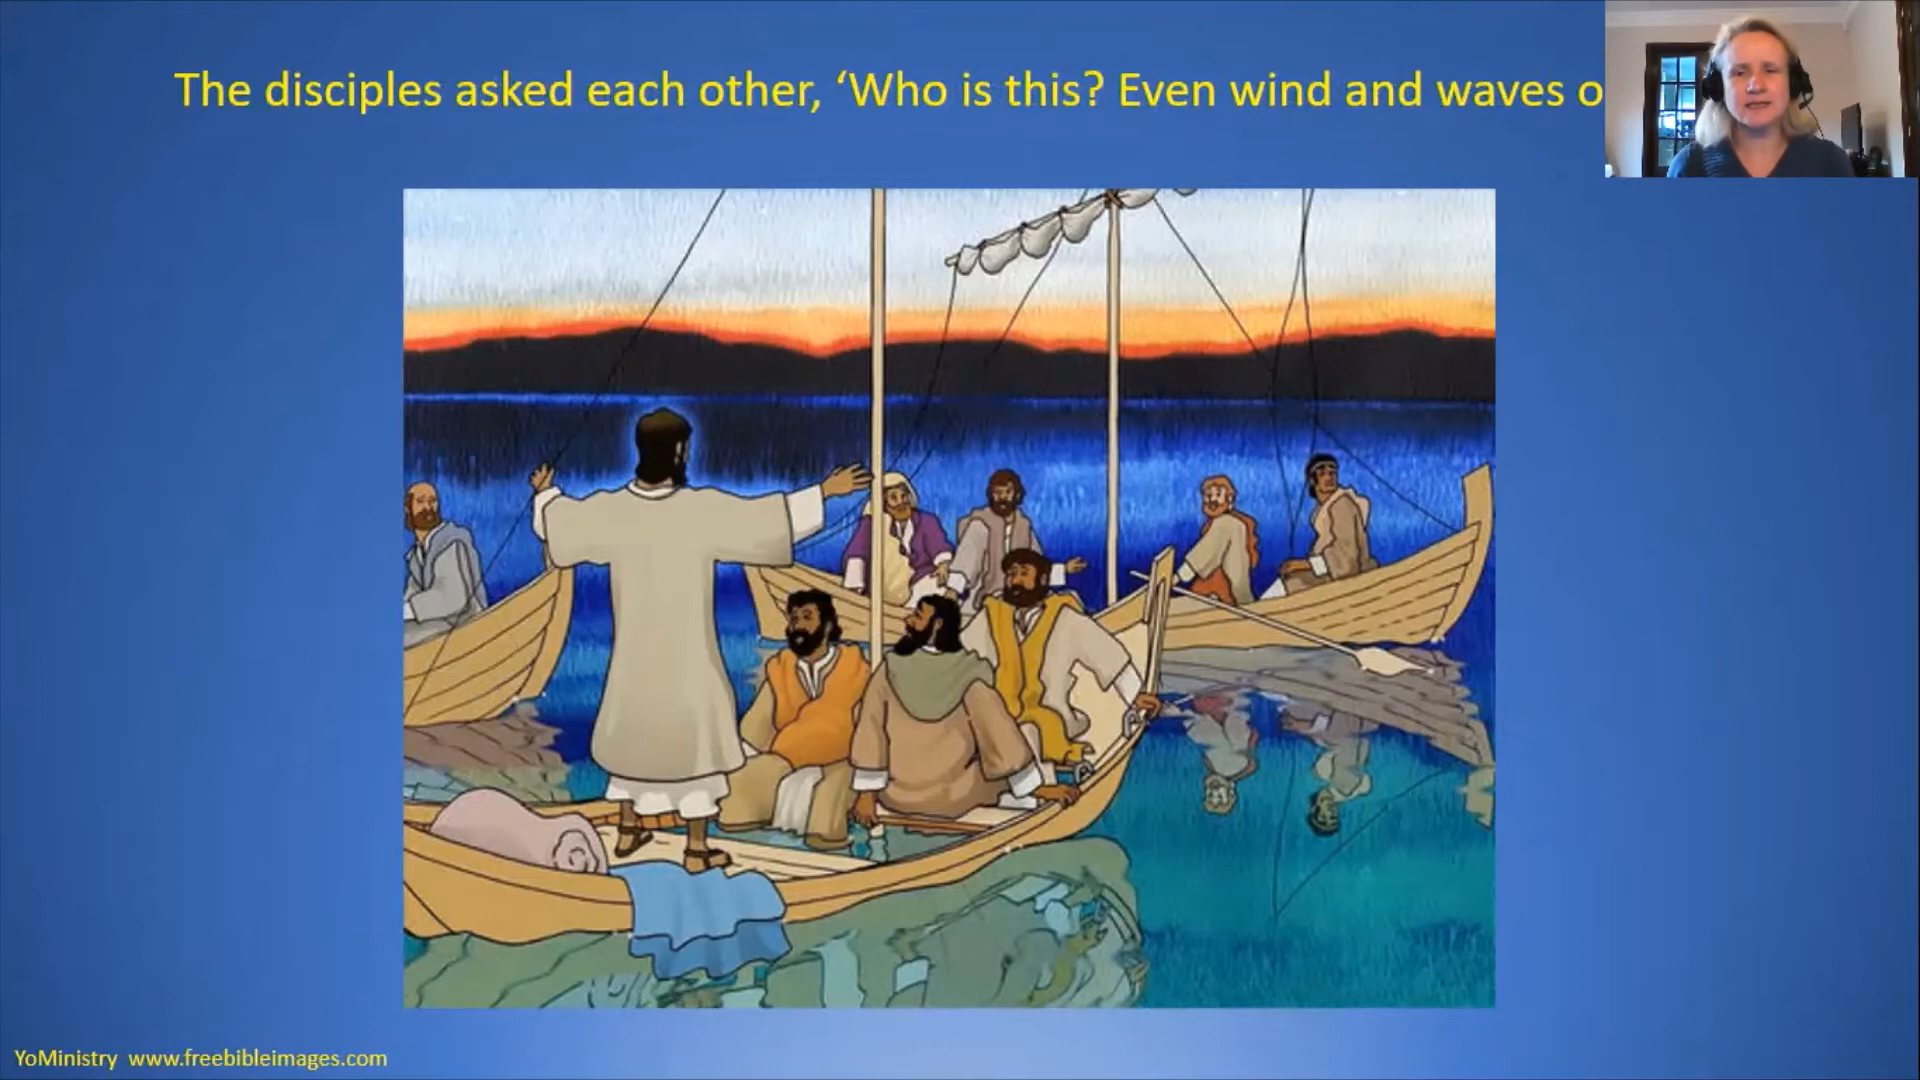 The disciples asked each other, ‘Who is this? Even wind and waves
YoMinistry www.freebibleimages.com